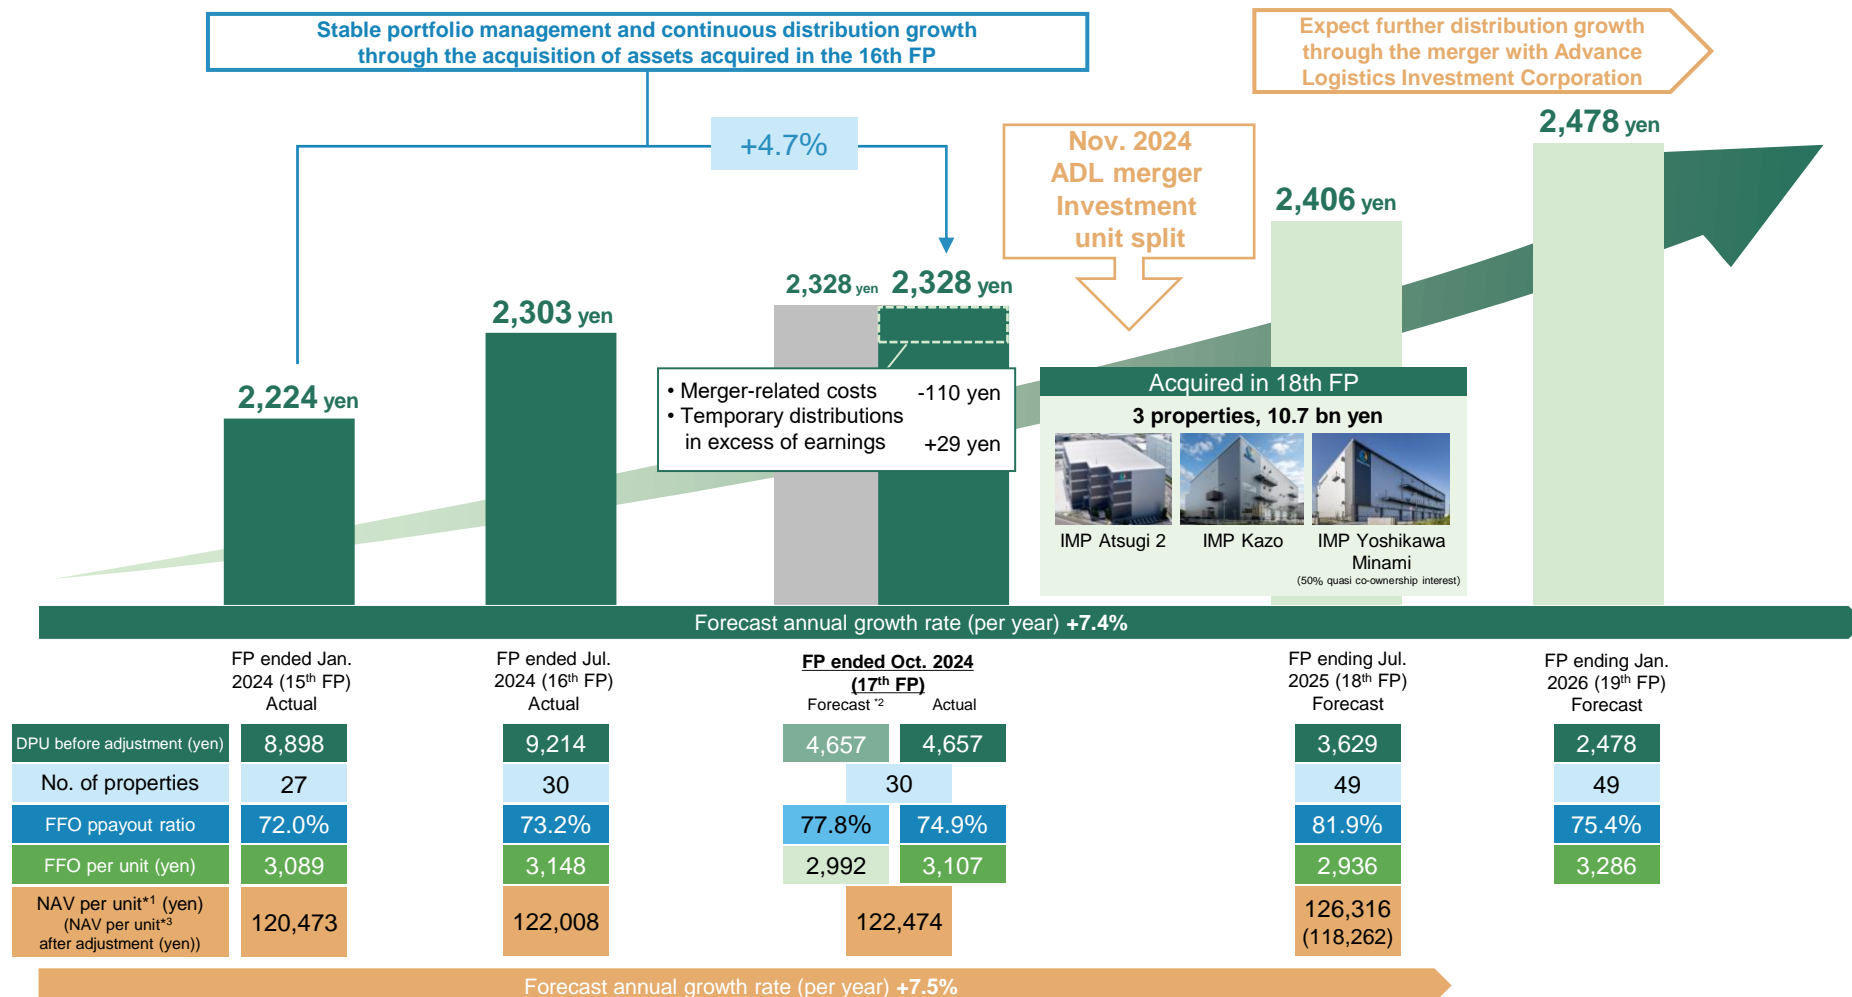 Stable portfolio management and continuous distribution growth
through the acquisition of assets acquired in the 16th FP
Expect further distribution growth
through the merger with Advance
Logistics Investment Corporation
+4.7%
Nov. 2024
ADL merger
Investment
unit split
2,224 yen
2,303 yen
2,328 yen
2,328 yen
2,406 yen
2,478 yen
• Merger-related costs -110 yen
• Temporary distributions
in excess of earnings +29 yen
Acquired in 18th FP
3 properties, 10.7 bn yen
IMP Atsugi 2
IMP Kazo
IMP Yoshikawa
Minami
(50% quasi co-ownership interest)
Forecast annual growth rate (per year) +7.4%
FP ended Jan.
2024 (15th FP)
Actual
FP ended Jul.
2024 (16th FP)
Actual
FP ended Oct. 2024
(17th FP)
Forecast *2 Actual
FP ending Jul.
2025 (18th FP)
Forecast
FP ending Jan.
2026 (19th FP)
Forecast
DPU before adjustment (yen) 8,898 9,214 4,657 4,657 3,629 2,478
No. of properties 27 30 30 49 49
FFO ppayout ratio 72.0% 73.2% 77.8% 74.9% 81.9% 75.4%
FFO per unit (yen) 3,089 3,148 2,992 3,107 2,936 3,286
NAV per unit*1 (yen)
(NAV per unit*3
after adjustment (yen))
120,473 122,008 122,474 126,316
(118,262)
Forecast annual growth rate (per year) +7.5%